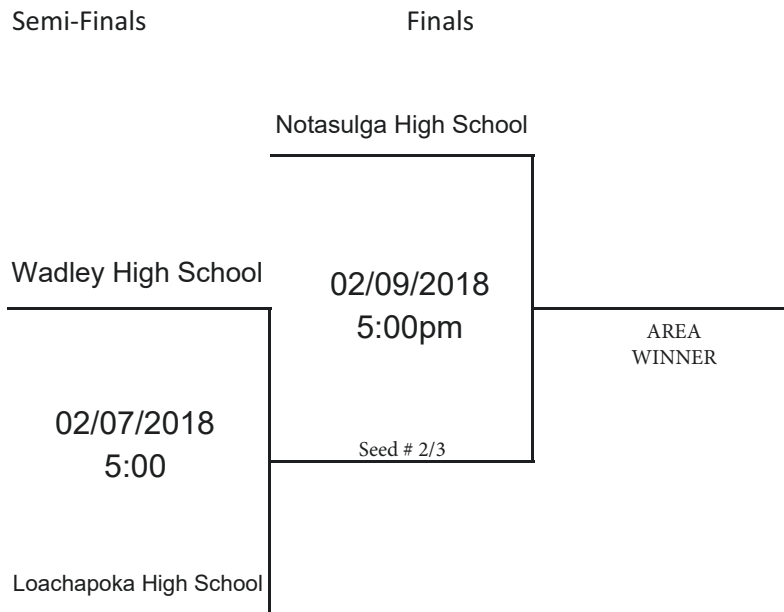 Semi-Finals
Finals
Notasulga High School
Wadley High School
02/09/2018
5:00pm
AREA
WINNER
02/07/2018
5:00
Seed # 2/3
Loachapoka High School